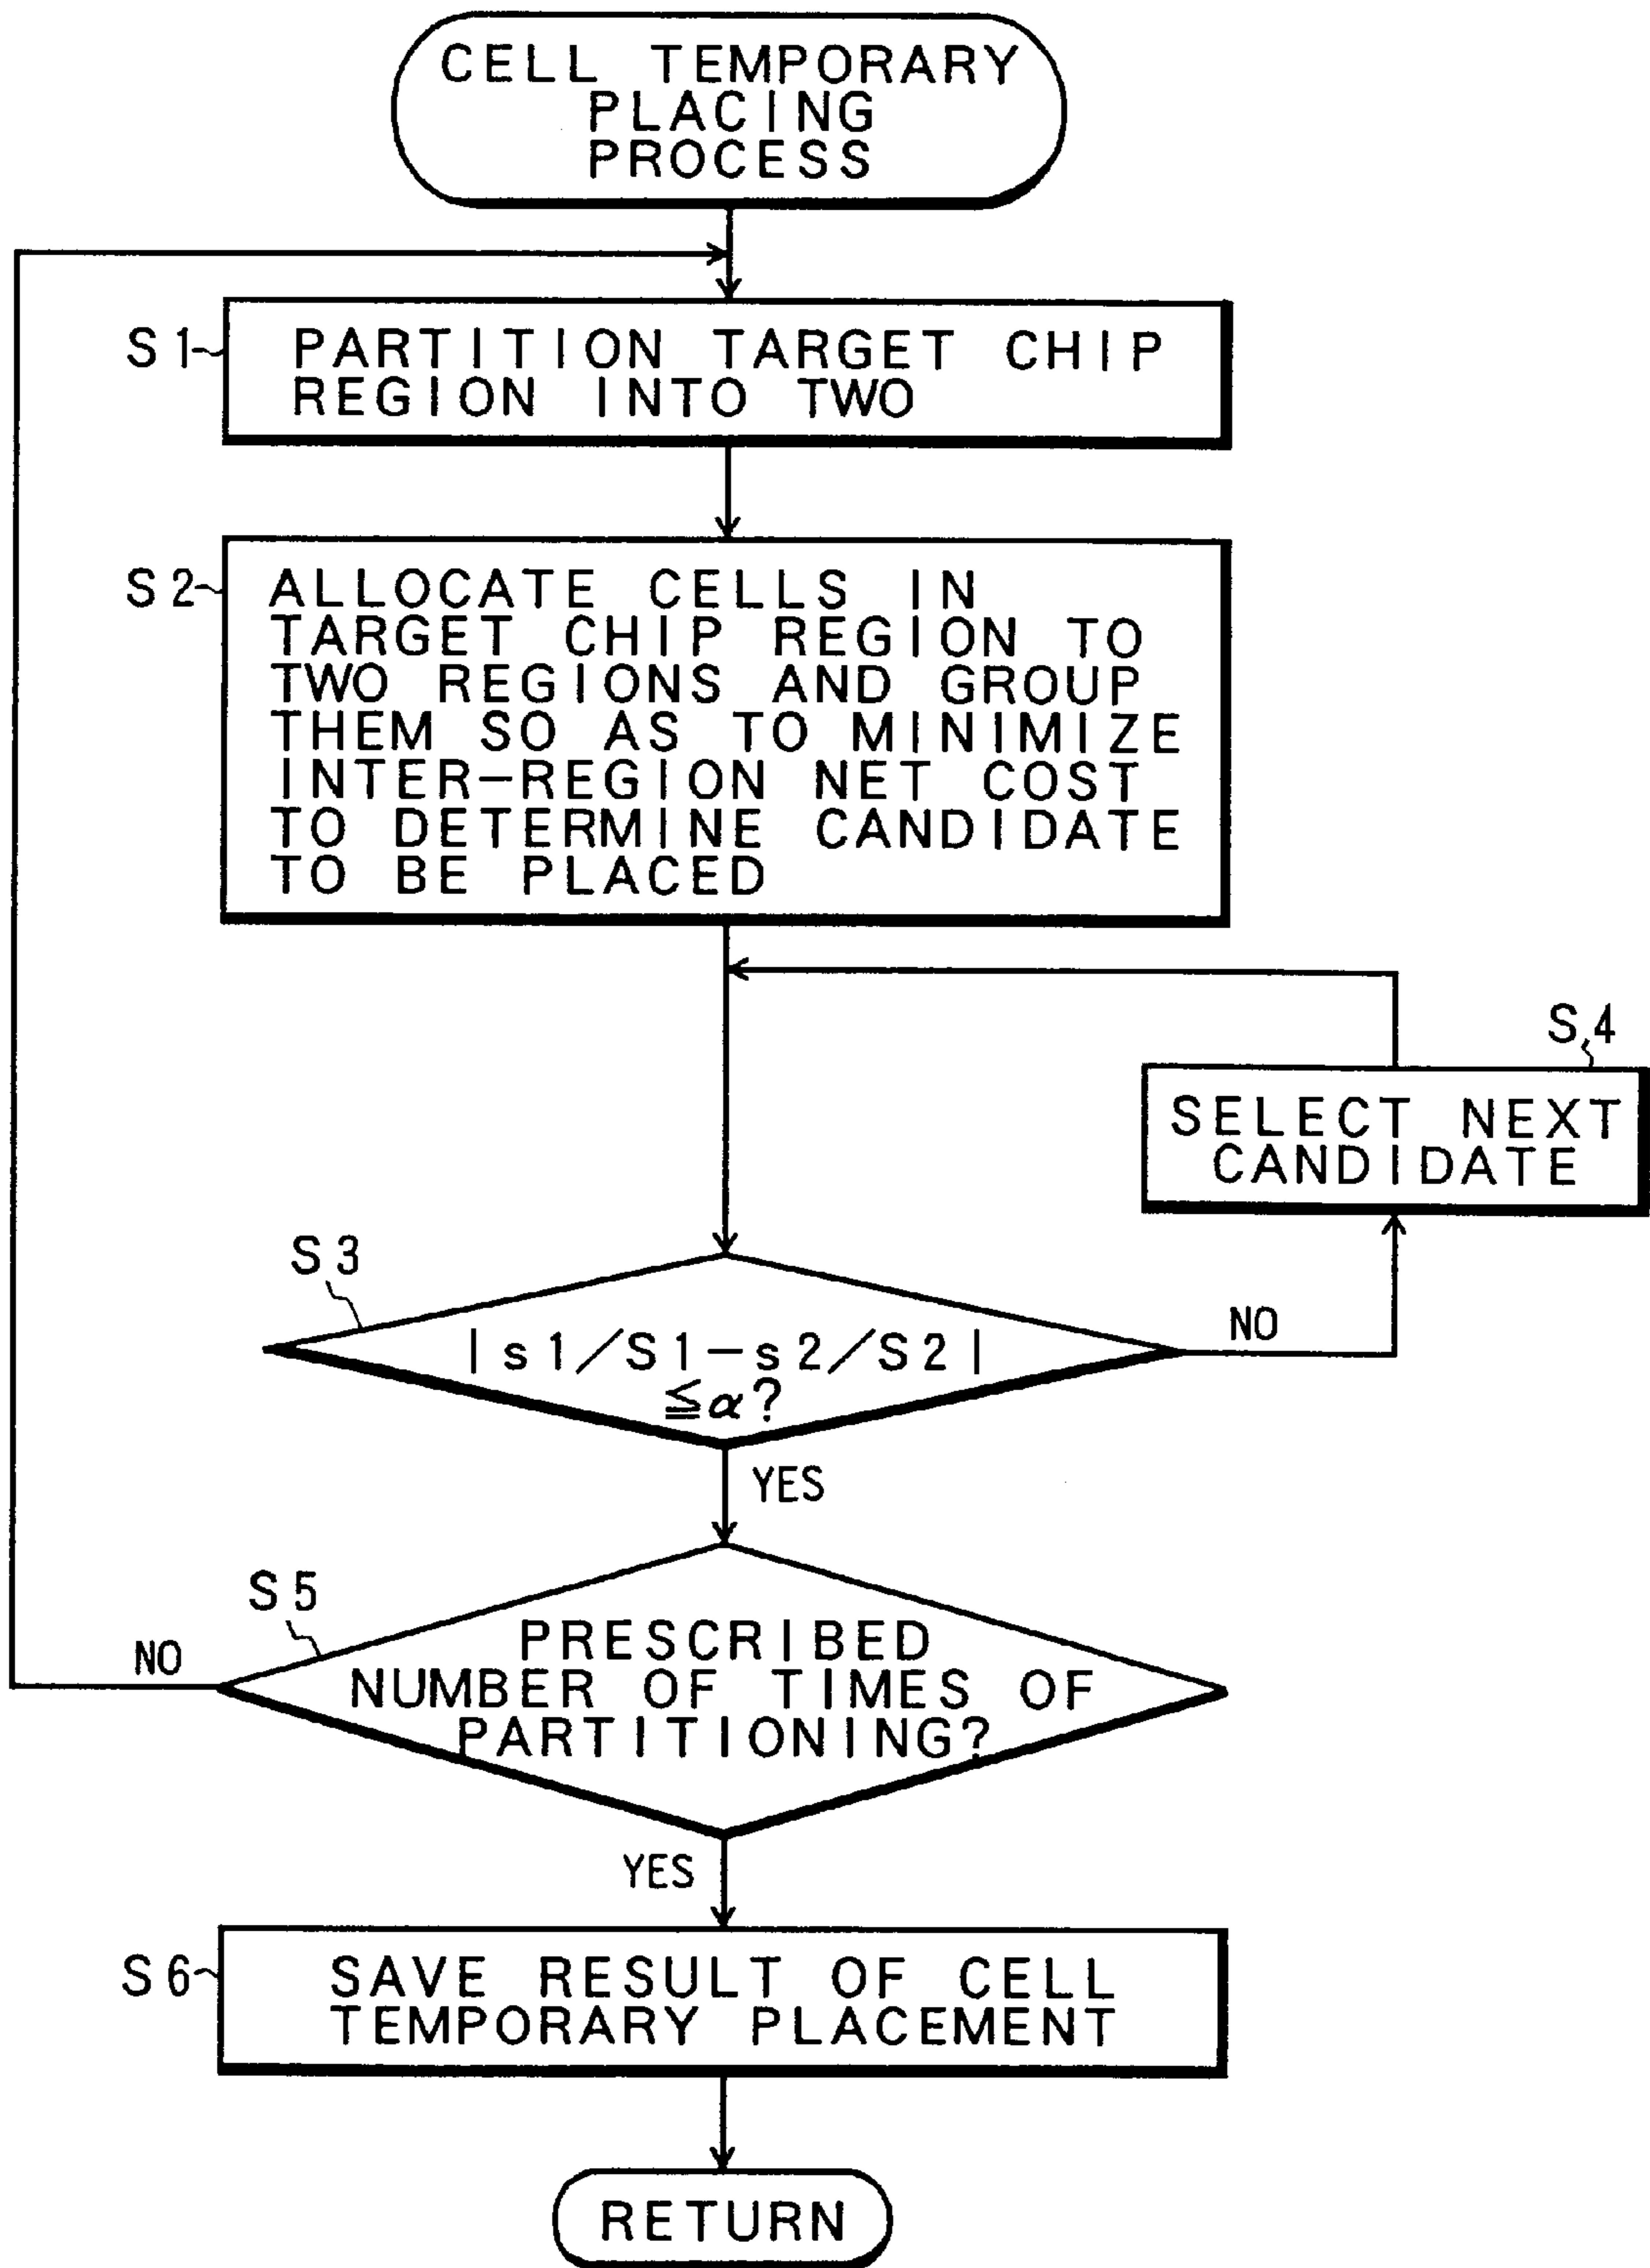 CELL TEMPORARY
PLACING
PROCESS
S1
PARTITION TARGET CHIP
REGION INTO TWO
S2
ALLOCATE CELLS IN
TARGET CHIP REGION TO
TWO REGIONS AND GROUP
THEM SO AS TO MINIMIZE
INTER-REGION NET COST
TO DETERMINE CANDIDATE
TO BE PLACED
S4
SELECT NEXT
CANDIDATE
S3
|s1/S1-s2/S2|
≦α?
NO
YES
S5
PRESCRIBED
NUMBER OF TIMES OF
PARTITIONING?
NO
YES
S6
SAVE RESULT OF CELL
TEMPORARY PLACEMENT
RETURN